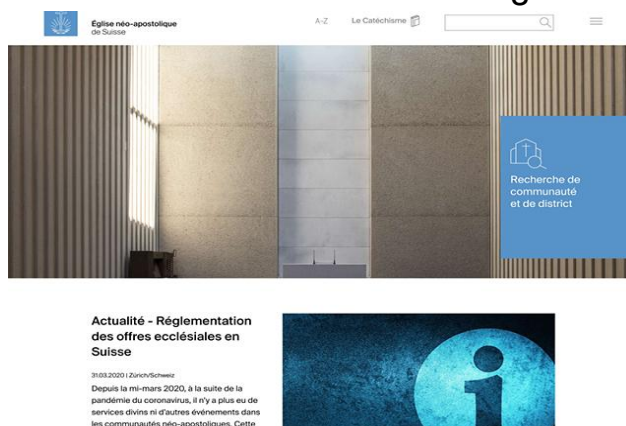 Église néo-apostolique
de Suisse
A-Z
Le Catéchisme
Recherche de
communauté
et de district
Actualité - Réglementation
des offres ecclésiales en
Suisse
31.03.2020 | Zürich/Schweiz
Depuis la mi-mars 2020, à la suite de la
pandémie du coronavirus, il n'y a plus eu de
services divins ni d'autres événements dans
les communautés néo-apostoliques. Cette